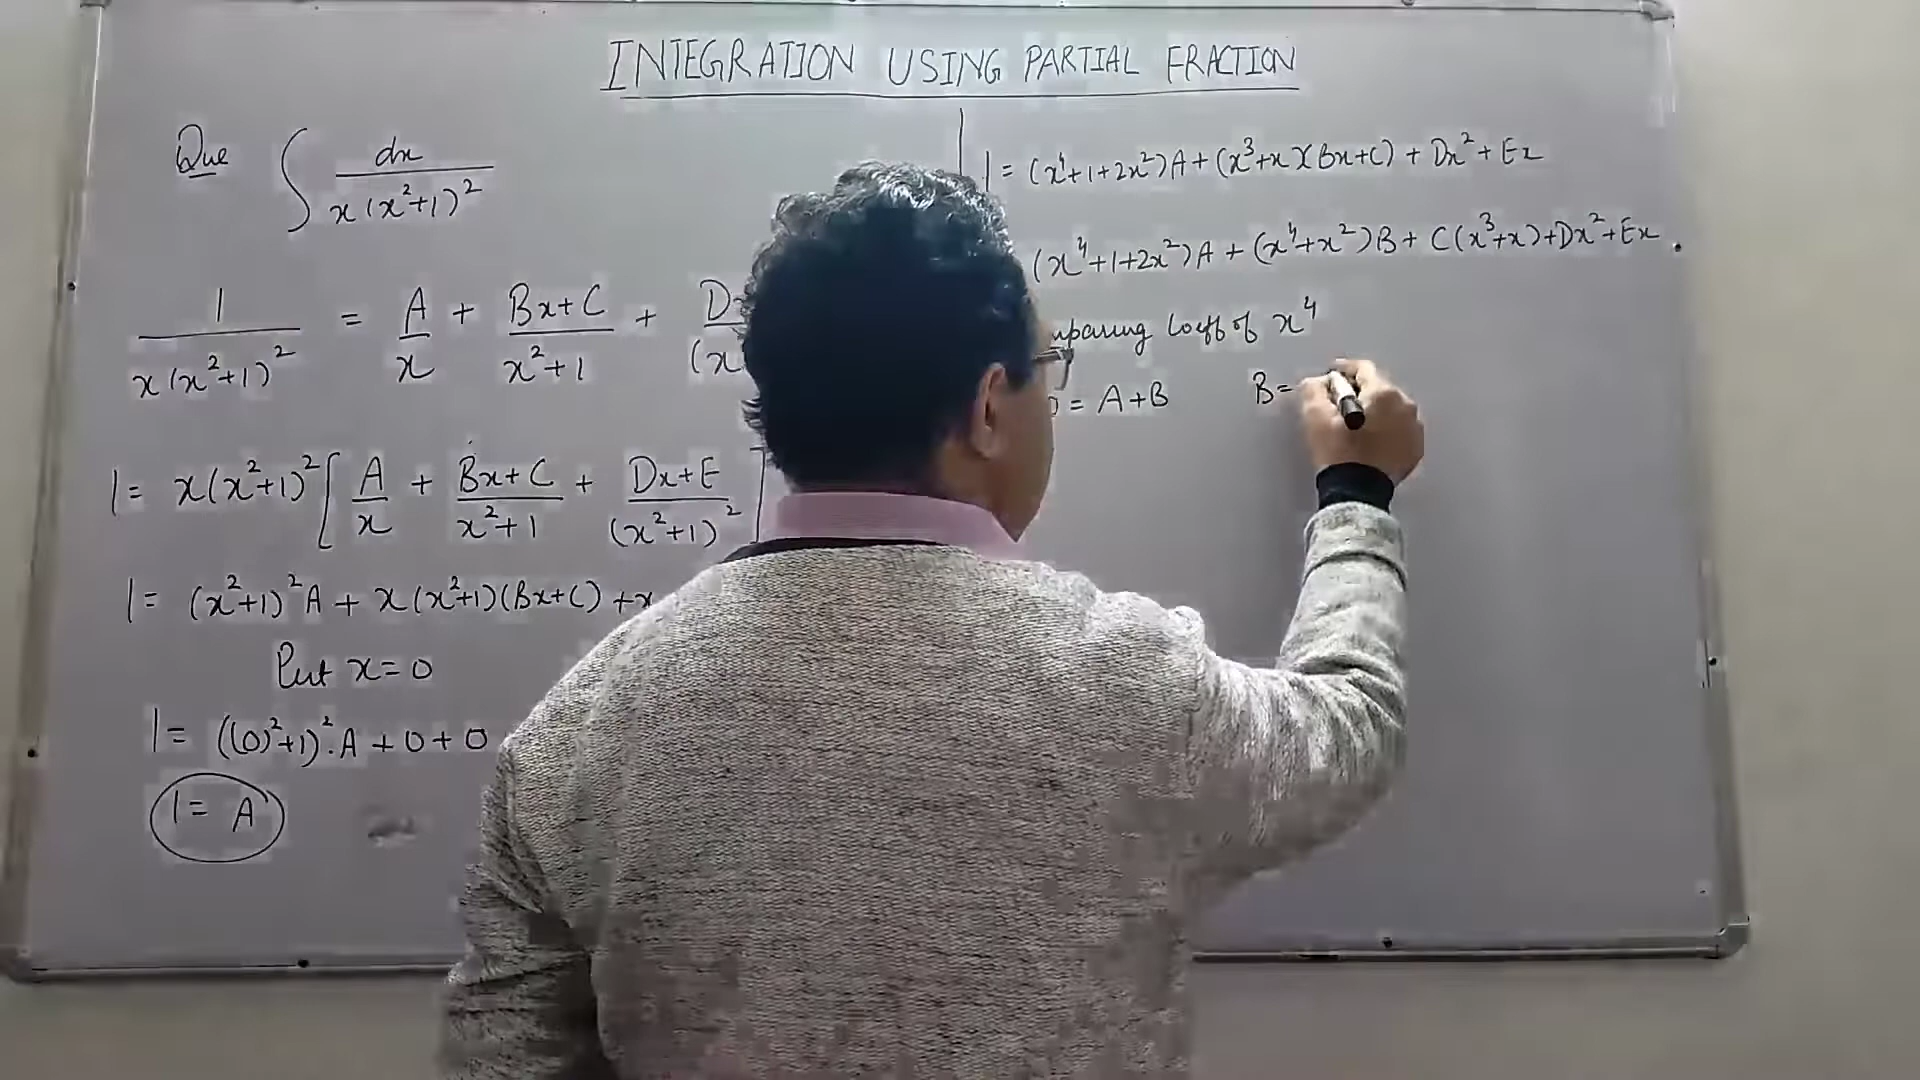 INTEGRATION USING PARTIAL FRACTION
Que ∫ dx / x(x²+1)²
1 / x(x²+1)² = A/x + Bx+C / x²+1 + D / (x
1 = x(x²+1)² [ A/x + Bx+C / x²+1 + Dx+E / (x²+1)² ]
1 = (x²+1)²A + x(x²+1)(Bx+C) + x
Put x=0
1 = ((0)²+1)².A + 0 + 0
1 = A
1 = (x⁴+1+2x²)A + (x³+x)(Bx+C) + Dx² + Ex
(x⁴+1+2x²)A + (x⁴+x²)B + C(x³+x) + Dx² + Ex
mparing Coeff of x⁴
0 = A+B B=